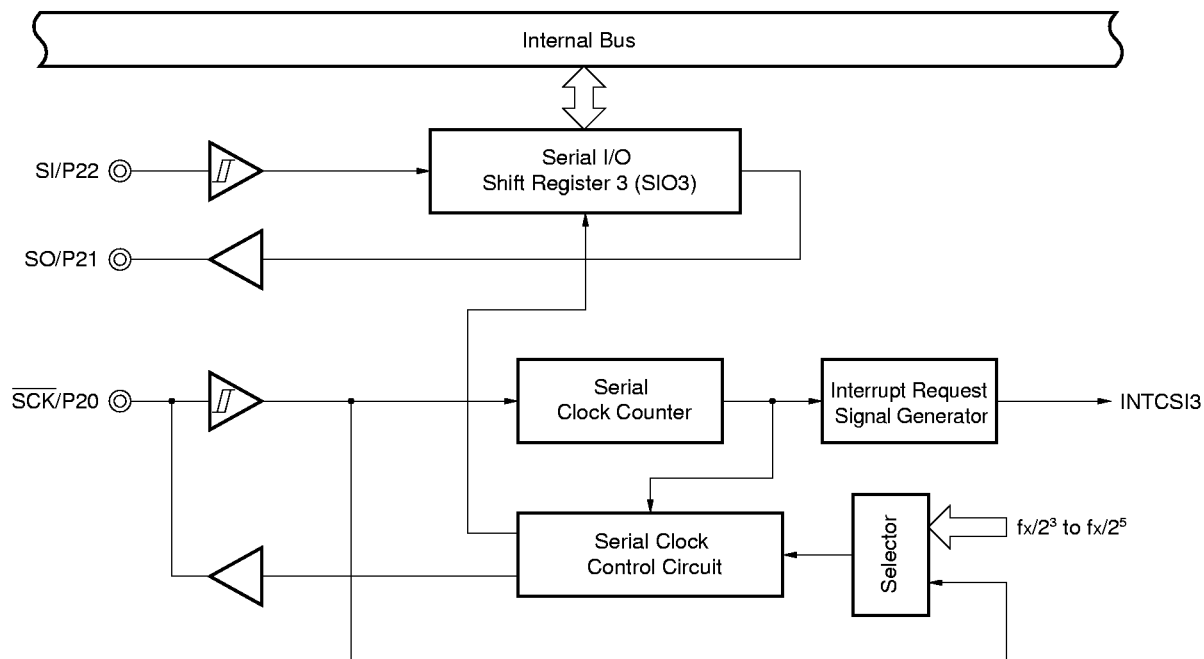 Internal Bus
SI/P22
Serial I/O
Shift Register 3 (SIO3)
SO/P21
S̅C̅K̅/P20
Serial
Clock Counter
Interrupt Request
Signal Generator
INTCSI3
Serial Clock
Control Circuit
Selector
fx/2³ to fx/2⁵